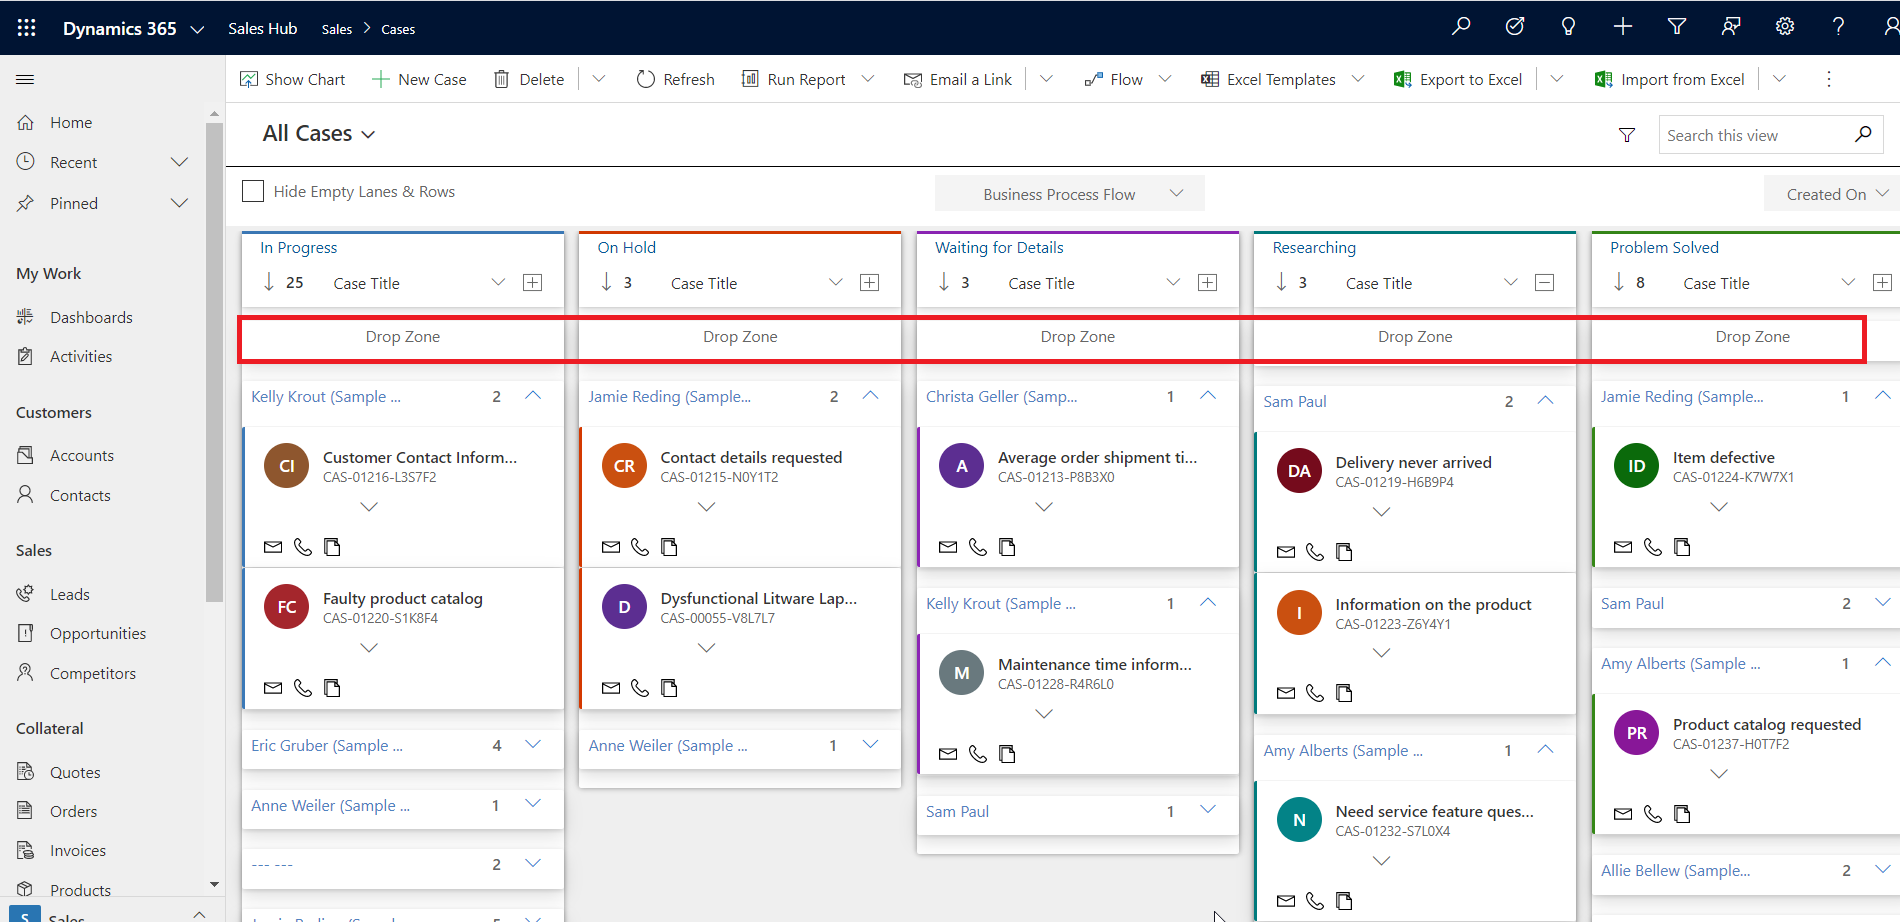 Dynamics 365
Sales Hub
Sales > Cases
Show Chart
New Case
Delete
Refresh
Run Report
Email a Link
Flow
Excel Templates
Export to Excel
Import from Excel
Home
Recent
Pinned
My Work
Dashboards
Activities
Customers
Accounts
Contacts
Sales
Leads
Opportunities
Competitors
Collateral
Quotes
Orders
Invoices
Products
S
Sales
All Cases
Search this view
Hide Empty Lanes & Rows
Business Process Flow
Created On
In Progress
25 Case Title
Drop Zone
Kelly Krout (Sample ... 2
CI
Customer Contact Inform...
CAS-01216-L3S7F2
FC
Faulty product catalog
CAS-01220-S1K8F4
Eric Gruber (Sample ... 4
Anne Weiler (Sample ... 1
--- --- 2
On Hold
3 Case Title
Drop Zone
Jamie Reding (Sample... 2
CR
Contact details requested
CAS-01215-N0Y1T2
D
Dysfunctional Litware Lap...
CAS-00055-V8L7L7
Anne Weiler (Sample ... 1
Waiting for Details
3 Case Title
Drop Zone
Christa Geller (Samp... 1
A
Average order shipment ti...
CAS-01213-P8B3X0
Kelly Krout (Sample ... 1
M
Maintenance time inform...
CAS-01228-R4R6L0
Sam Paul 1
Researching
3 Case Title
Drop Zone
Sam Paul 2
DA
Delivery never arrived
CAS-01219-H6B9P4
I
Information on the product
CAS-01223-Z6Y4Y1
Amy Alberts (Sample ... 1
N
Need service feature ques...
CAS-01232-S7L0X4
Problem Solved
8 Case Title
Drop Zone
Jamie Reding (Sample... 1
ID
Item defective
CAS-01224-K7W7X1
Sam Paul 2
Amy Alberts (Sample ... 1
PR
Product catalog requested
CAS-01237-H0T7F2
Allie Bellew (Sample... 2